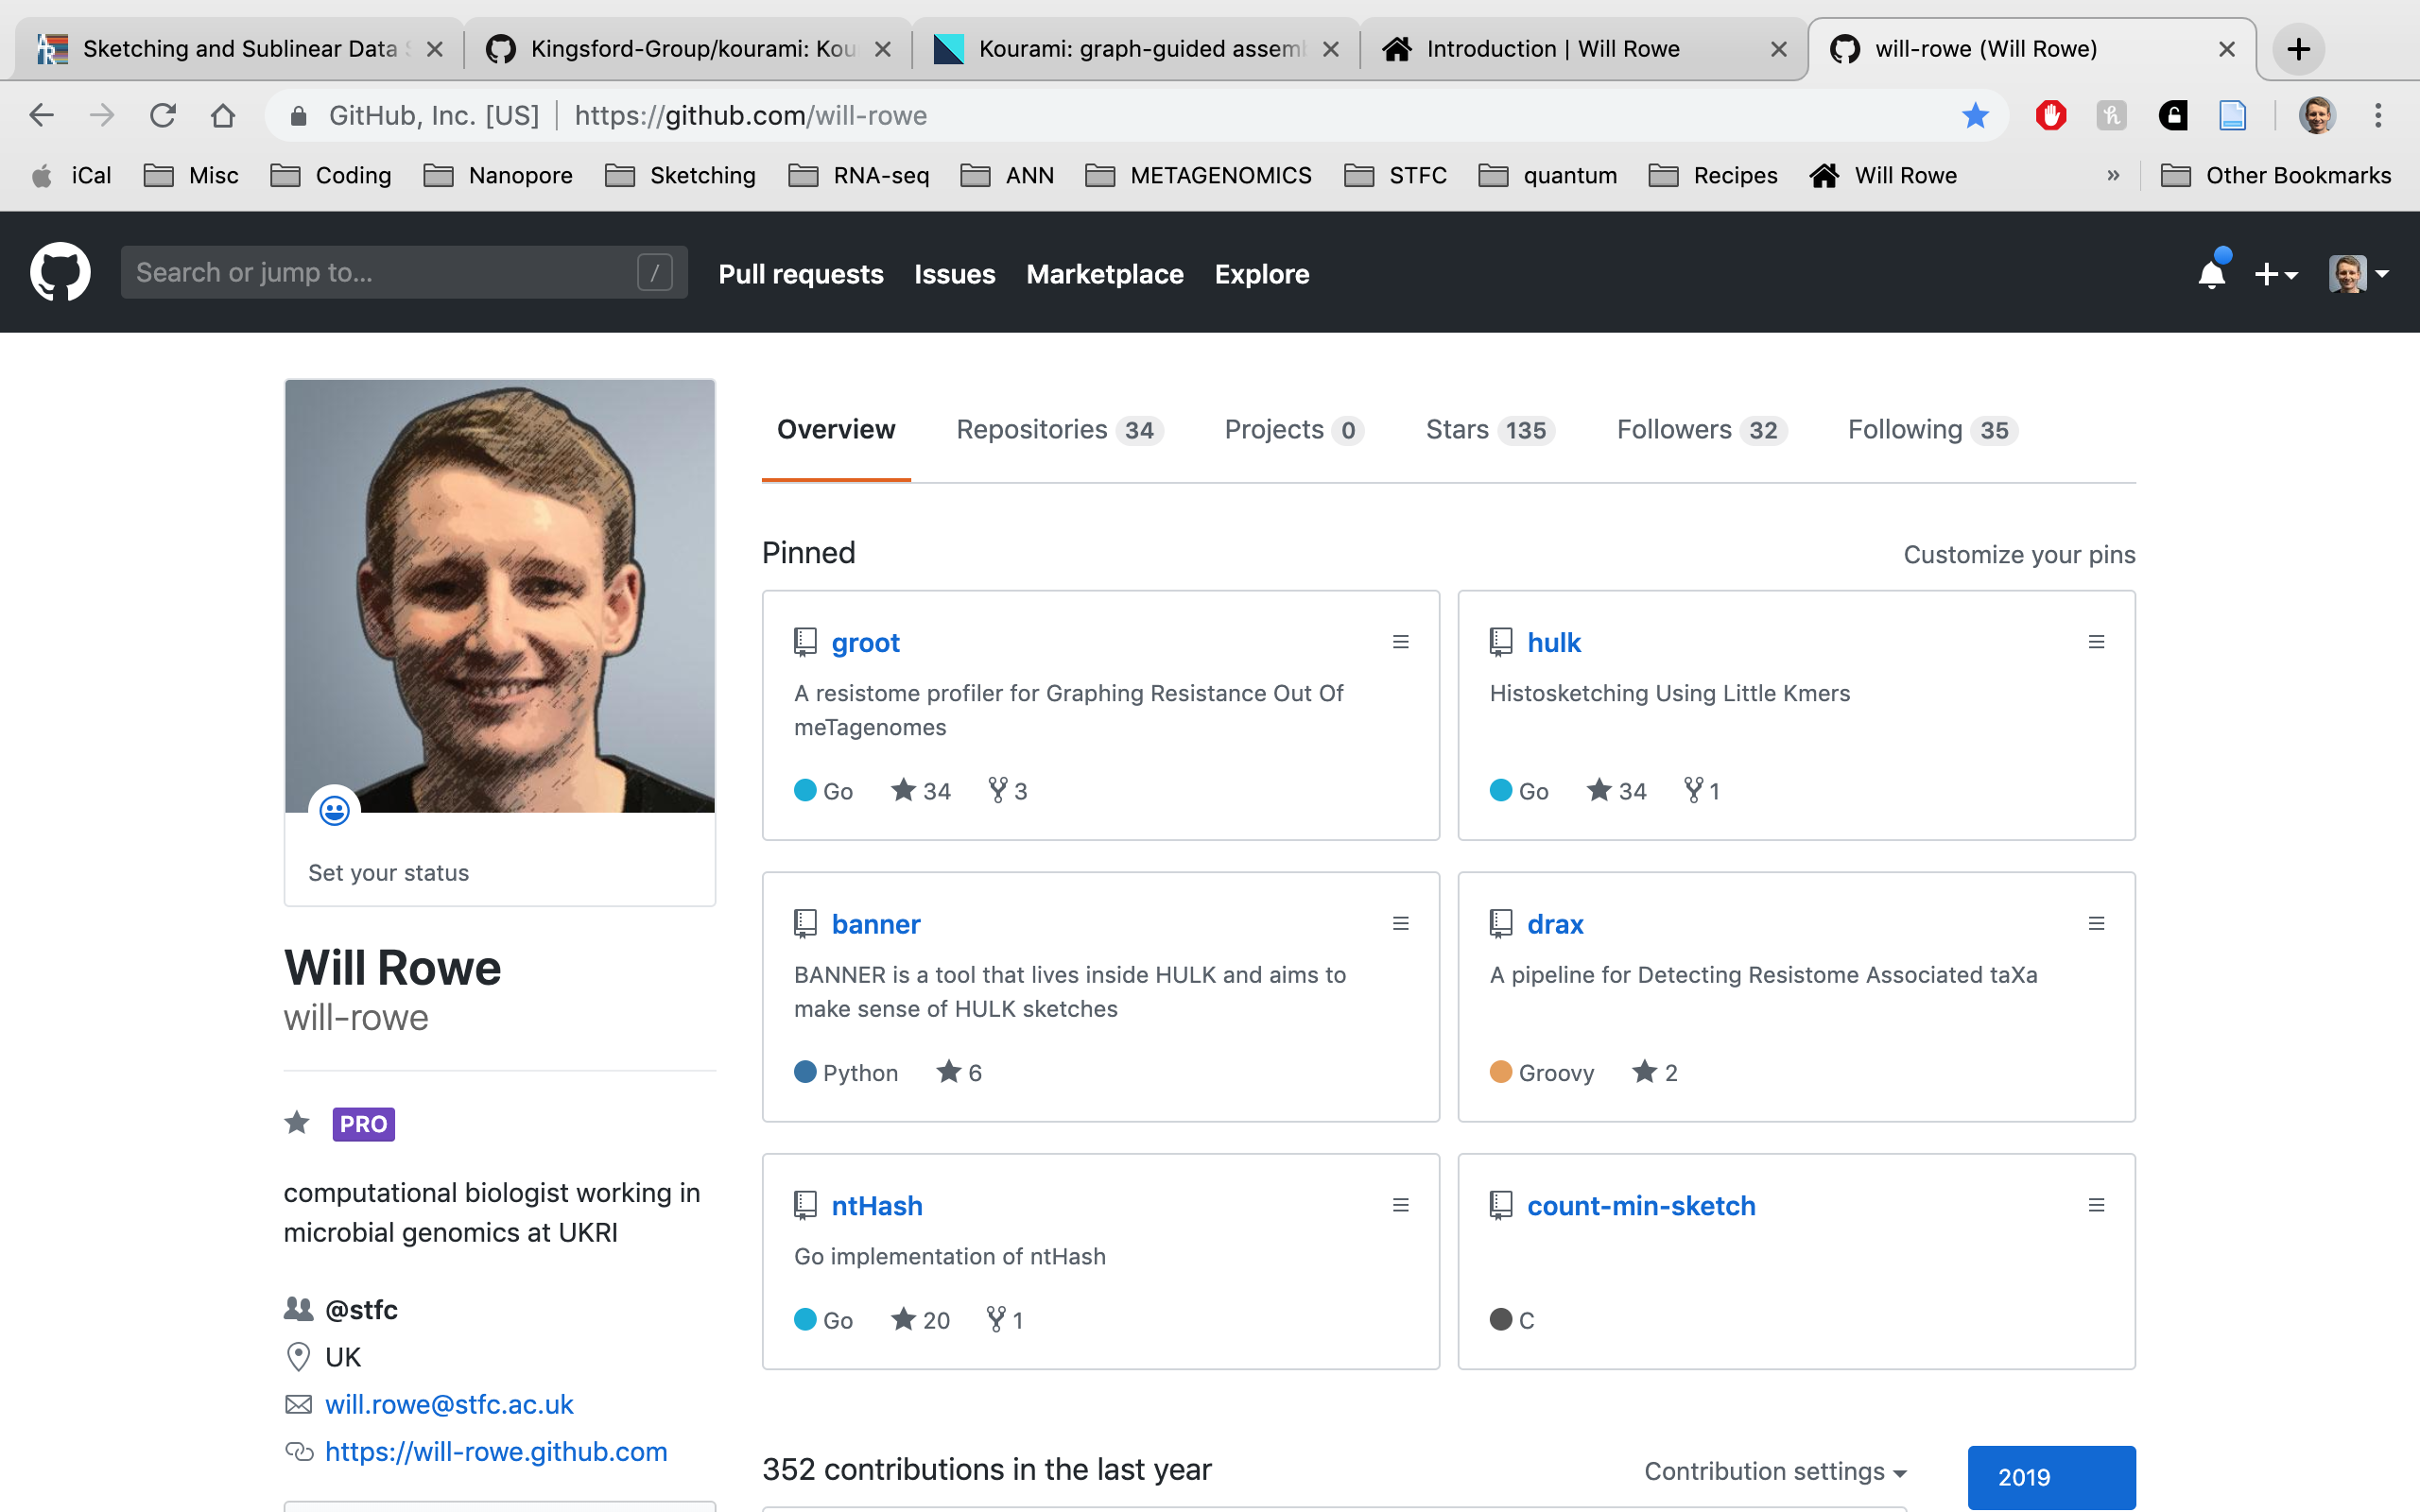 Sketching and Sublinear Data
Kingsford-Group/kourami: Kou
Kourami: graph-guided assem
Introduction | Will Rowe
will-rowe (Will Rowe)
GitHub, Inc. [US] | https://github.com/will-rowe
iCal
Misc
Coding
Nanopore
Sketching
RNA-seq
ANN
METAGENOMICS
STFC
quantum
Recipes
Will Rowe
»
Other Bookmarks
Search or jump to...
/
Pull requests
Issues
Marketplace
Explore
Overview
Repositories 34
Projects 0
Stars 135
Followers 32
Following 35
Set your status
Will Rowe
will-rowe
PRO
computational biologist working in
microbial genomics at UKRI
@stfc
UK
will.rowe@stfc.ac.uk
https://will-rowe.github.com
Pinned
Customize your pins
groot
A resistome profiler for Graphing Resistance Out Of
meTagenomes
Go 34 3
hulk
Histosketching Using Little Kmers
Go 34 1
banner
BANNER is a tool that lives inside HULK and aims to
make sense of HULK sketches
Python 6
drax
A pipeline for Detecting Resistome Associated taXa
Groovy 2
ntHash
Go implementation of ntHash
Go 20 1
count-min-sketch
C
352 contributions in the last year
Contribution settings
2019